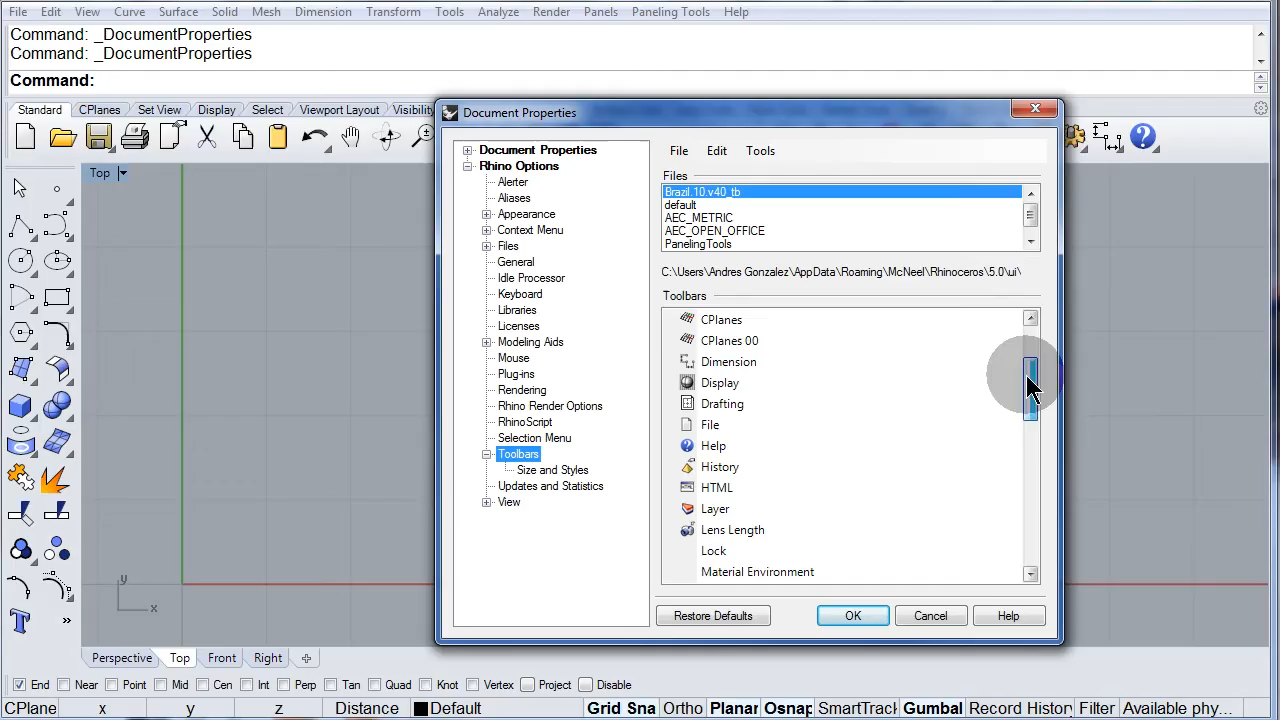 File Edit View Curve Surface Solid Mesh Dimension Transform Tools Analyze Render Panels Paneling Tools Help
Command: _DocumentProperties
Command: _DocumentProperties
Command:
Standard CPlanes Set View Display Select Viewport Layout Visibility
Document Properties
Top
Document Properties
Rhino Options
Alerter
Aliases
Appearance
Context Menu
Files
General
Idle Processor
Keyboard
Libraries
Licenses
Modeling Aids
Mouse
Plug-ins
Rendering
Rhino Render Options
RhinoScript
Selection Menu
Toolbars
Size and Styles
Updates and Statistics
View
File Edit Tools
Files
Brazil.10.v40_tb
default
AEC_METRIC
AEC_OPEN_OFFICE
PanelingTools
C:\Users\Andres Gonzalez\AppData\Roaming\McNeel\Rhinoceros\5.0\ui\
Toolbars
CPlanes
CPlanes 00
Dimension
Display
Drafting
File
Help
History
HTML
Layer
Lens Length
Lock
Material Environment
Restore Defaults OK Cancel Help
y
x
Perspective Top Front Right
End Near Point Mid Cen Int Perp Tan Quad Knot Vertex Project Disable
CPlane x y z Distance Default Grid Sna Ortho Planar Osnap SmartTrack Gumbal Record History Filter Available phy...